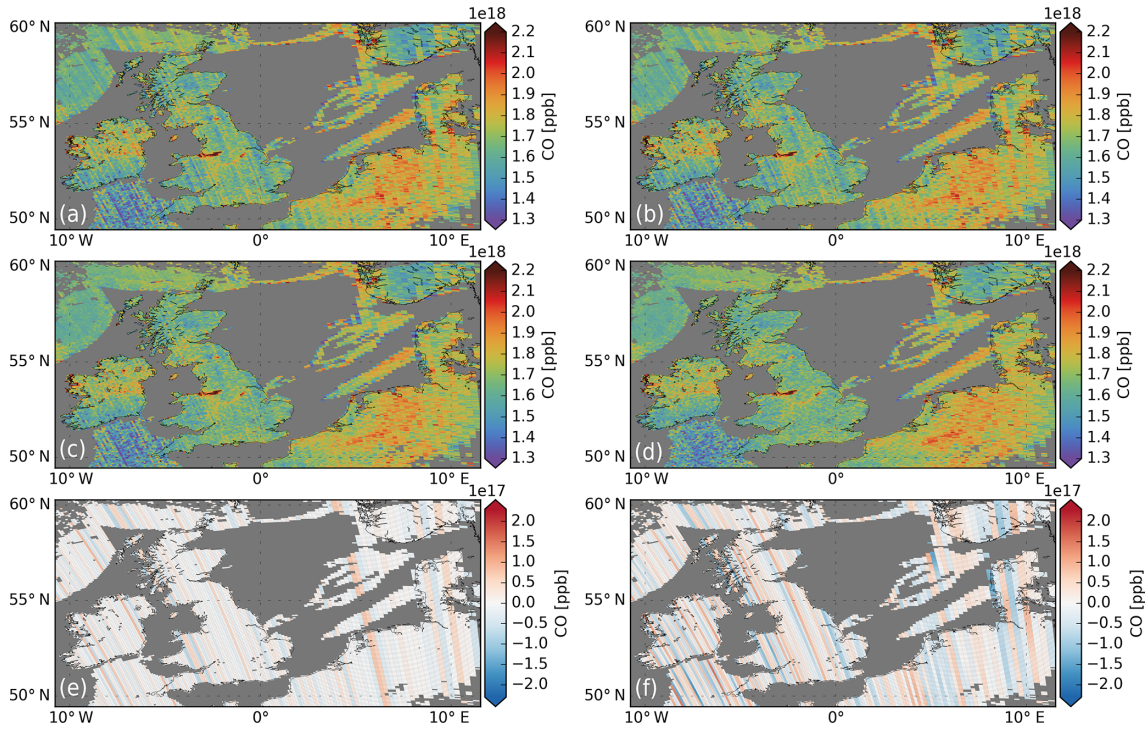 1e18 1e18
60° N 60° N
55° N 55° N
50° N 50° N
(a) (b)
10° W 0° 10° E 10° W 0° 10° E
2.2 2.1 2.0 1.9 1.8 1.7 1.6 1.5 1.4 1.3 CO [ppb]
2.2 2.1 2.0 1.9 1.8 1.7 1.6 1.5 1.4 1.3 CO [ppb]
1e18 1e18
60° N 60° N
55° N 55° N
50° N 50° N
(c) (d)
10° W 0° 10° E 10° W 0° 10° E
2.2 2.1 2.0 1.9 1.8 1.7 1.6 1.5 1.4 1.3 CO [ppb]
2.2 2.1 2.0 1.9 1.8 1.7 1.6 1.5 1.4 1.3 CO [ppb]
1e17 1e17
60° N 60° N
55° N 55° N
50° N 50° N
(e) (f)
10° W 0° 10° E 10° W 0° 10° E
2.0 1.5 1.0 0.5 0.0 −0.5 −1.0 −1.5 −2.0 CO [ppb]
2.0 1.5 1.0 0.5 0.0 −0.5 −1.0 −1.5 −2.0 CO [ppb]